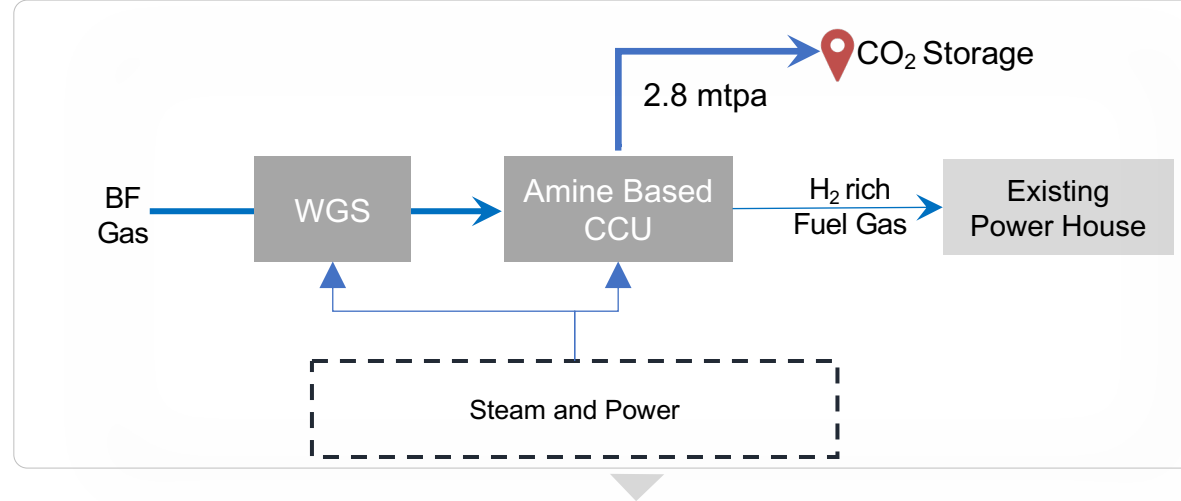 CO₂ Storage
2.8 mtpa
BF
Gas
WGS
Amine Based
CCU
H₂ rich
Fuel Gas
Existing
Power House
Steam and Power